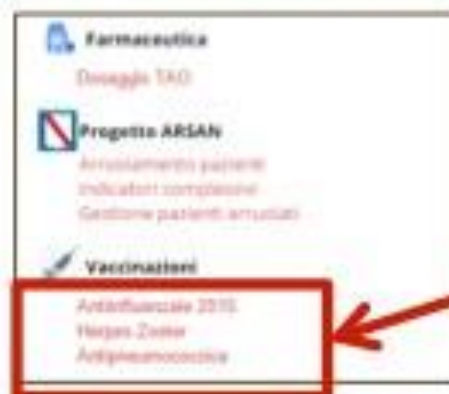 Farmaceutica
Dosaggio TAO
Progetto ARSAN
Arruolamento pazienti
Indicatori complessivi
Gestione pazienti arruolati
Vaccinazioni
Antinfluenzale 2015
Herpes Zoster
Antipneumococcica